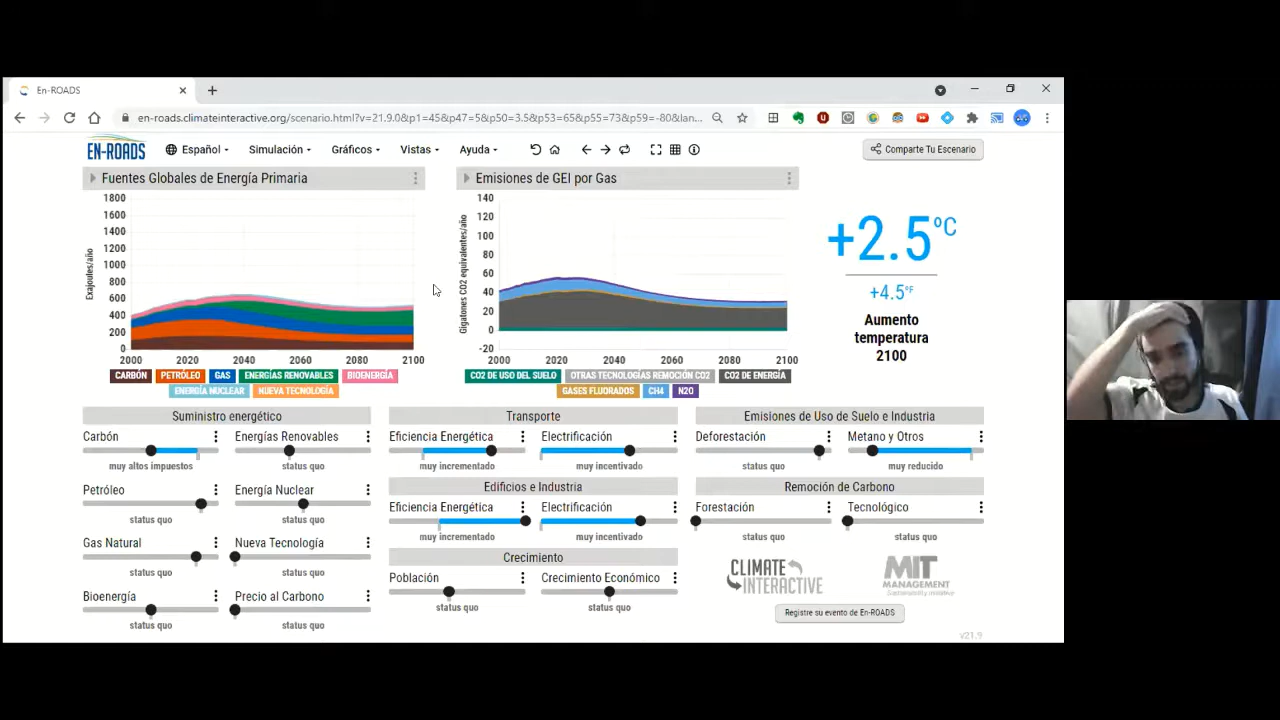 En-ROADS
en-roads.climateinteractive.org/scenario.html?v=21.9.0&p1=45&p47=5&p50=3.5&p53=65&p55=73&p59=-80&lan...
EN-ROADS
Español
Simulación
Gráficos
Vistas
Ayuda
Comparte Tu Escenario
Fuentes Globales de Energía Primaria
1800
1600
1400
1200
1000
800
600
400
200
0
Exajoules/año
2000 2020 2040 2060 2080 2100
CARBÓN PETRÓLEO GAS ENERGÍAS RENOVABLES BIOENERGÍA
ENERGÍA NUCLEAR NUEVA TECNOLOGÍA
Emisiones de GEI por Gas
140
120
100
80
60
40
20
0
-20
Gigatones CO2 equivalentes/año
2000 2020 2040 2060 2080 2100
CO2 DE USO DEL SUELO OTRAS TECNOLOGÍAS REMOCIÓN CO2 CO2 DE ENERGÍA
GASES FLUORADOS CH4 N2O
+2.5ºC
+4.5°F
Aumento
temperatura
2100
Suministro energético
Carbón
muy altos impuestos
Energías Renovables
status quo
Petróleo
status quo
Energía Nuclear
status quo
Gas Natural
status quo
Nueva Tecnología
status quo
Bioenergía
status quo
Precio al Carbono
status quo
Transporte
Eficiencia Energética
muy incrementado
Electrificación
muy incentivado
Edificios e Industria
Eficiencia Energética
muy incrementado
Electrificación
muy incentivado
Crecimiento
Población
status quo
Crecimiento Económico
status quo
Emisiones de Uso de Suelo e Industria
Deforestación
status quo
Metano y Otros
muy reducido
Remoción de Carbono
Forestación
status quo
Tecnológico
status quo
CLIMATE
INTERACTIVE
MIT
MANAGEMENT
Sustainability Initiative
Registre su evento de En-ROADS
v21.9